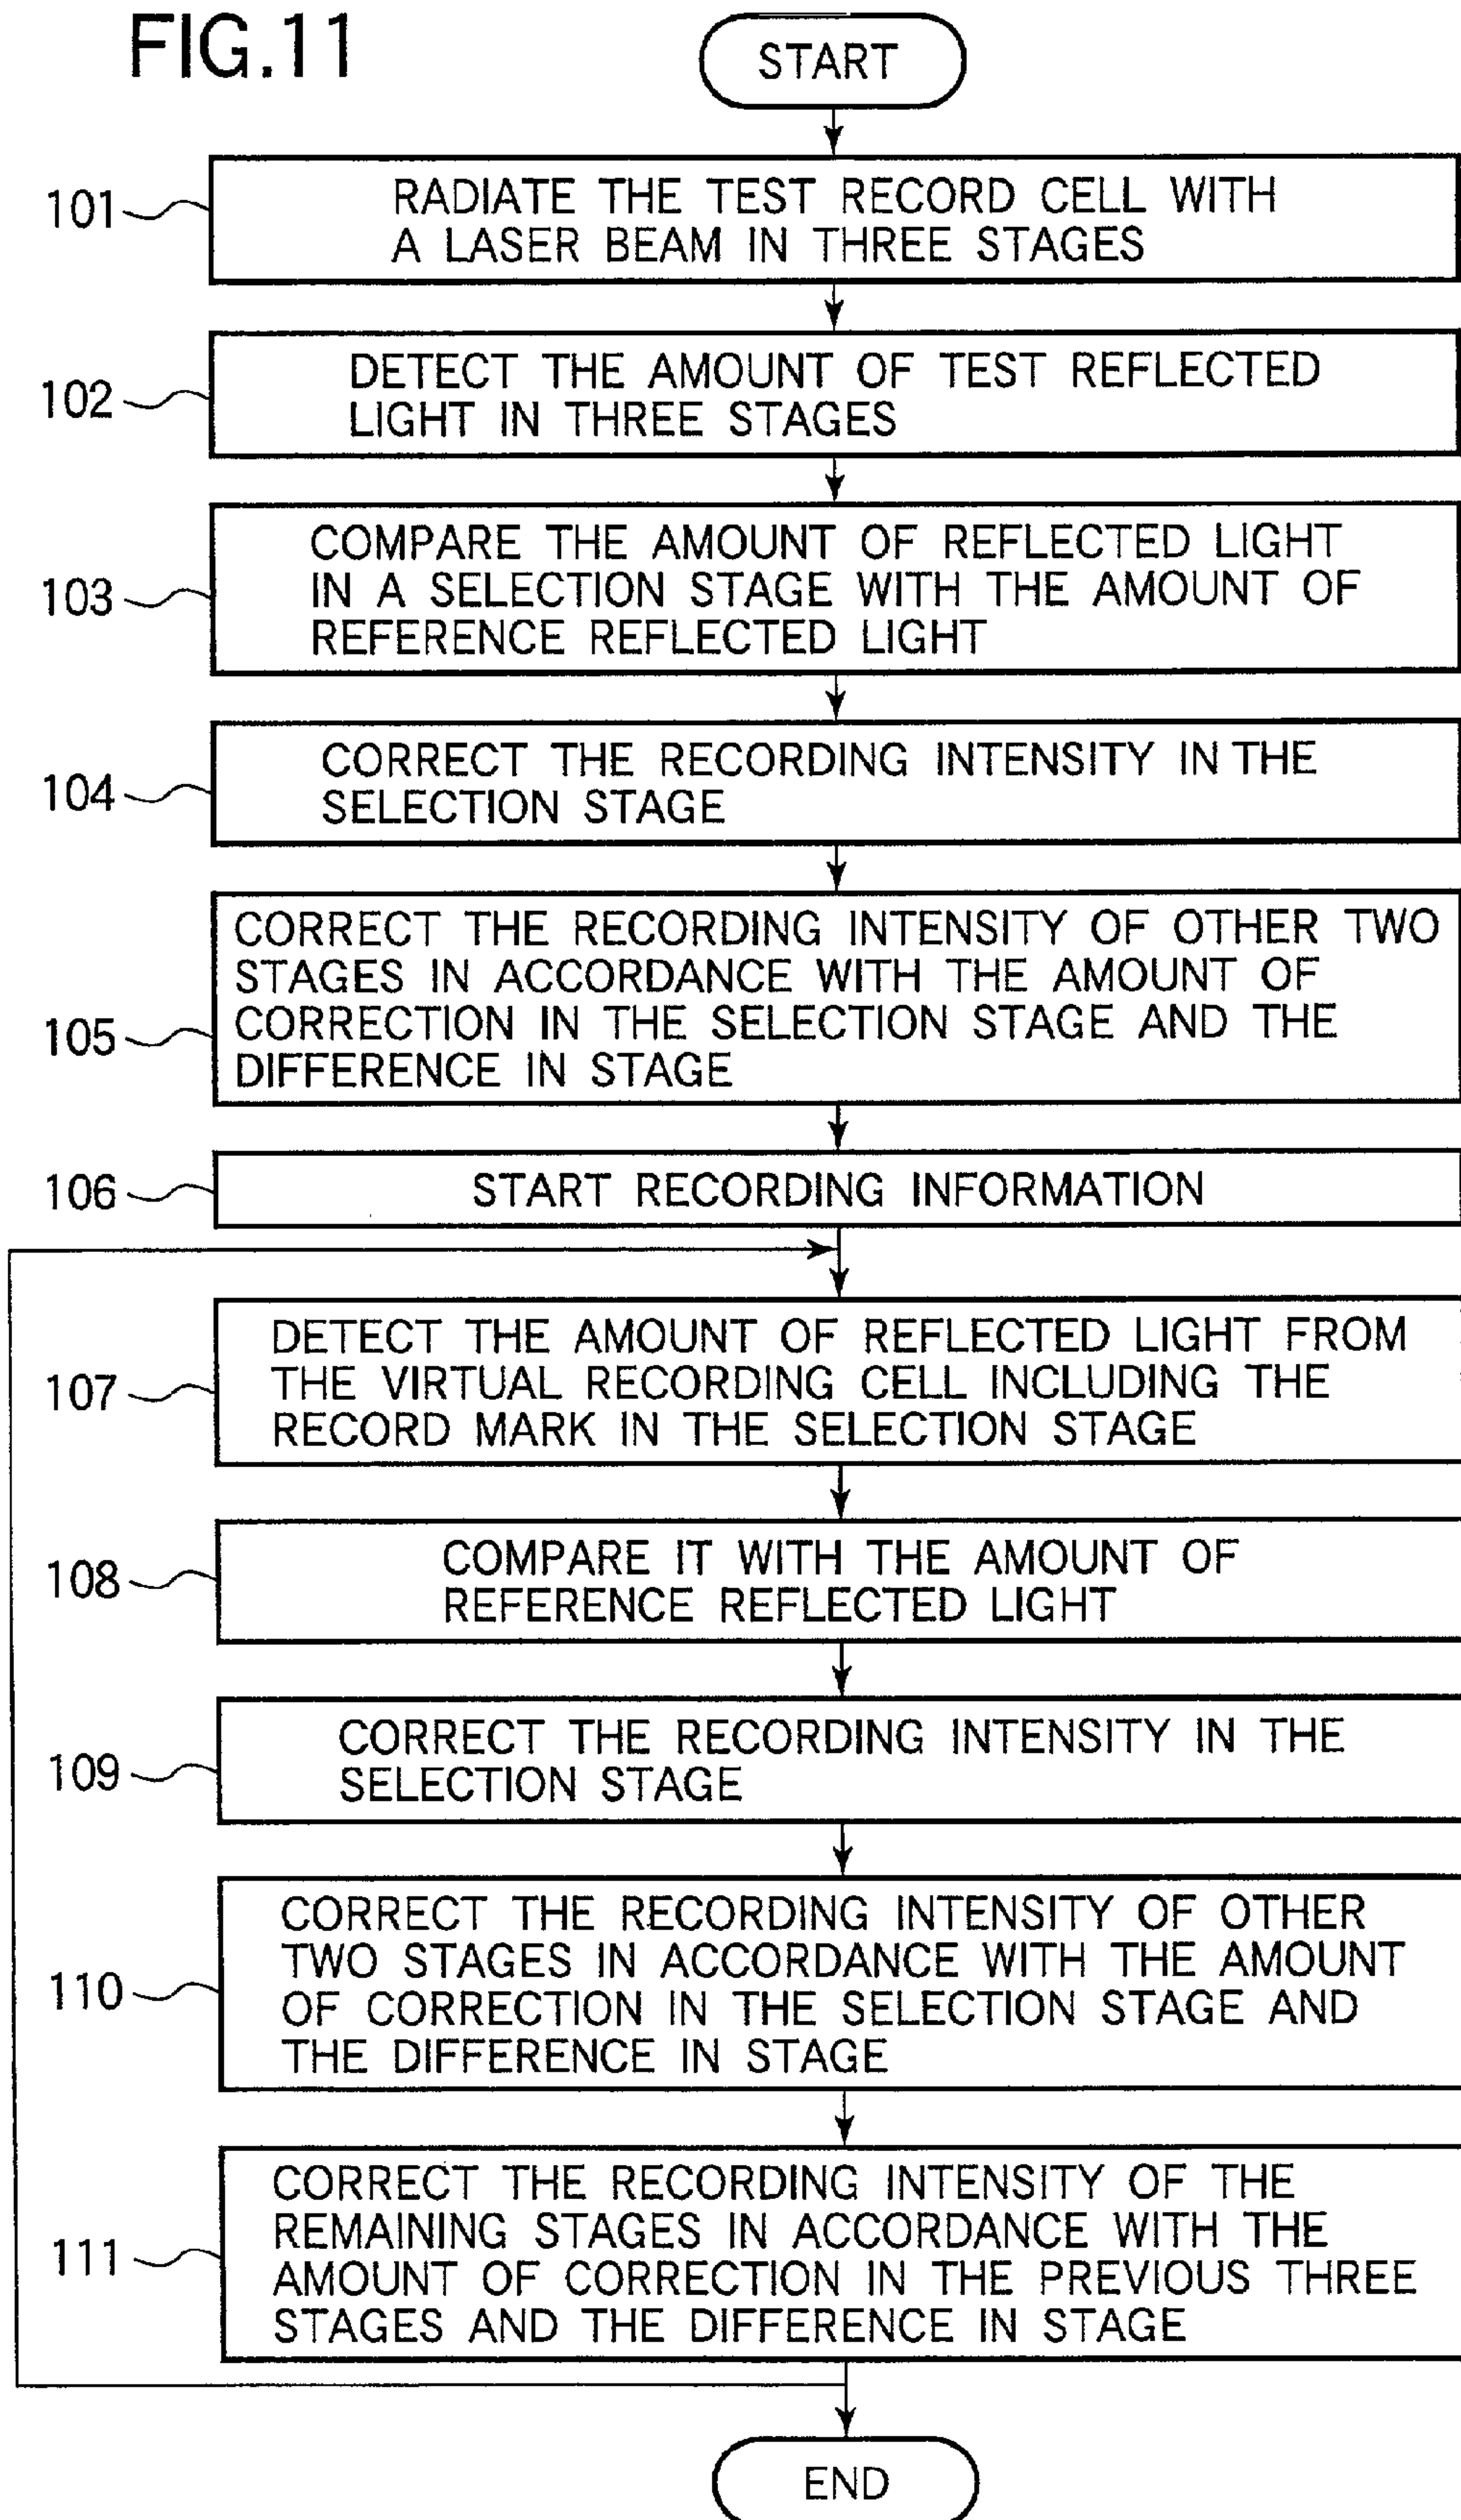 FIG.11
START
101
RADIATE THE TEST RECORD CELL WITH
A LASER BEAM IN THREE STAGES
102
DETECT THE AMOUNT OF TEST REFLECTED
LIGHT IN THREE STAGES
103
COMPARE THE AMOUNT OF REFLECTED LIGHT
IN A SELECTION STAGE WITH THE AMOUNT OF
REFERENCE REFLECTED LIGHT
104
CORRECT THE RECORDING INTENSITY IN THE
SELECTION STAGE
105
CORRECT THE RECORDING INTENSITY OF OTHER TWO
STAGES IN ACCORDANCE WITH THE AMOUNT OF
CORRECTION IN THE SELECTION STAGE AND THE
DIFFERENCE IN STAGE
106
START RECORDING INFORMATION
107
DETECT THE AMOUNT OF REFLECTED LIGHT FROM
THE VIRTUAL RECORDING CELL INCLUDING THE
RECORD MARK IN THE SELECTION STAGE
108
COMPARE IT WITH THE AMOUNT OF
REFERENCE REFLECTED LIGHT
109
CORRECT THE RECORDING INTENSITY IN THE
SELECTION STAGE
110
CORRECT THE RECORDING INTENSITY OF OTHER
TWO STAGES IN ACCORDANCE WITH THE AMOUNT
OF CORRECTION IN THE SELECTION STAGE AND
THE DIFFERENCE IN STAGE
111
CORRECT THE RECORDING INTENSITY OF THE
REMAINING STAGES IN ACCORDANCE WITH THE
AMOUNT OF CORRECTION IN THE PREVIOUS THREE
STAGES AND THE DIFFERENCE IN STAGE
END